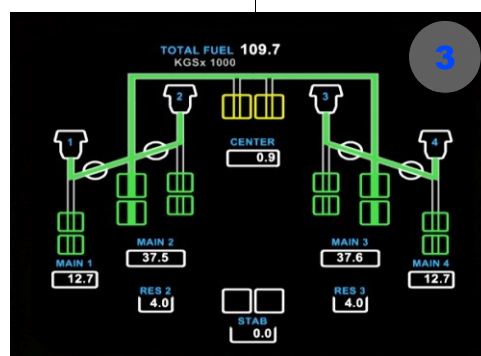 TOTAL FUEL 109.7
KGSx 1000
3
2
3
1
4
CENTER
0.9
MAIN 2
37.5
MAIN 3
37.6
MAIN 1
12.7
MAIN 4
12.7
RES 2
4.0
RES 3
4.0
STAB
0.0